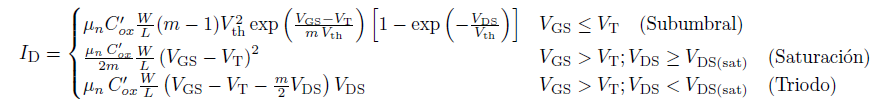 I_D = { μ_n C'_ox W/L (m − 1)V_th^2 exp((V_GS−V_T)/(m V_th)) [1 − exp(−V_DS/V_th)] V_GS ≤ V_T (Subumbral)
μ_n C'_ox/2m W/L (V_GS − V_T)^2 V_GS > V_T; V_DS ≥ V_DS(sat) (Saturación)
μ_n C'_ox W/L (V_GS − V_T − m/2 V_DS) V_DS V_GS > V_T; V_DS < V_DS(sat) (Triodo)